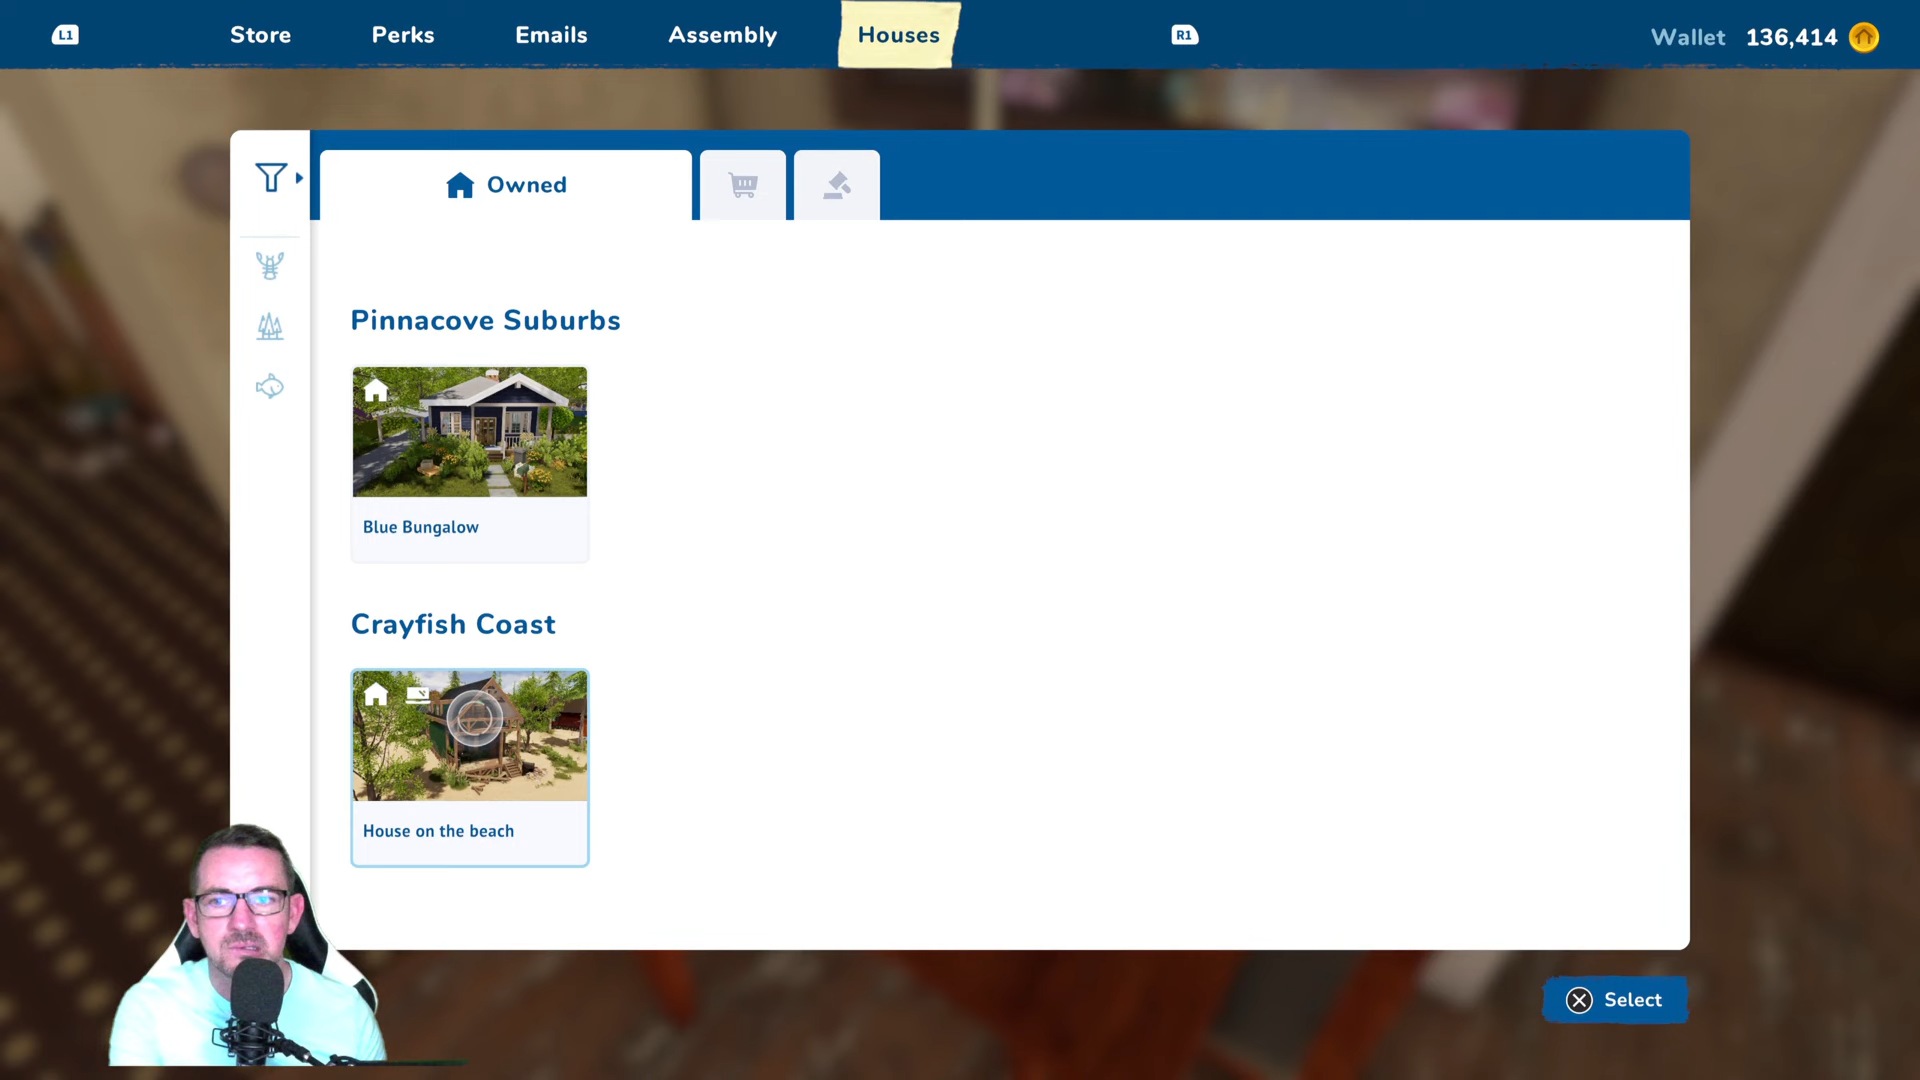 L1 Store Perks Emails Assembly Houses R1 Wallet 136,414
Owned
Pinnacove Suburbs
Blue Bungalow
Crayfish Coast
House on the beach
Select